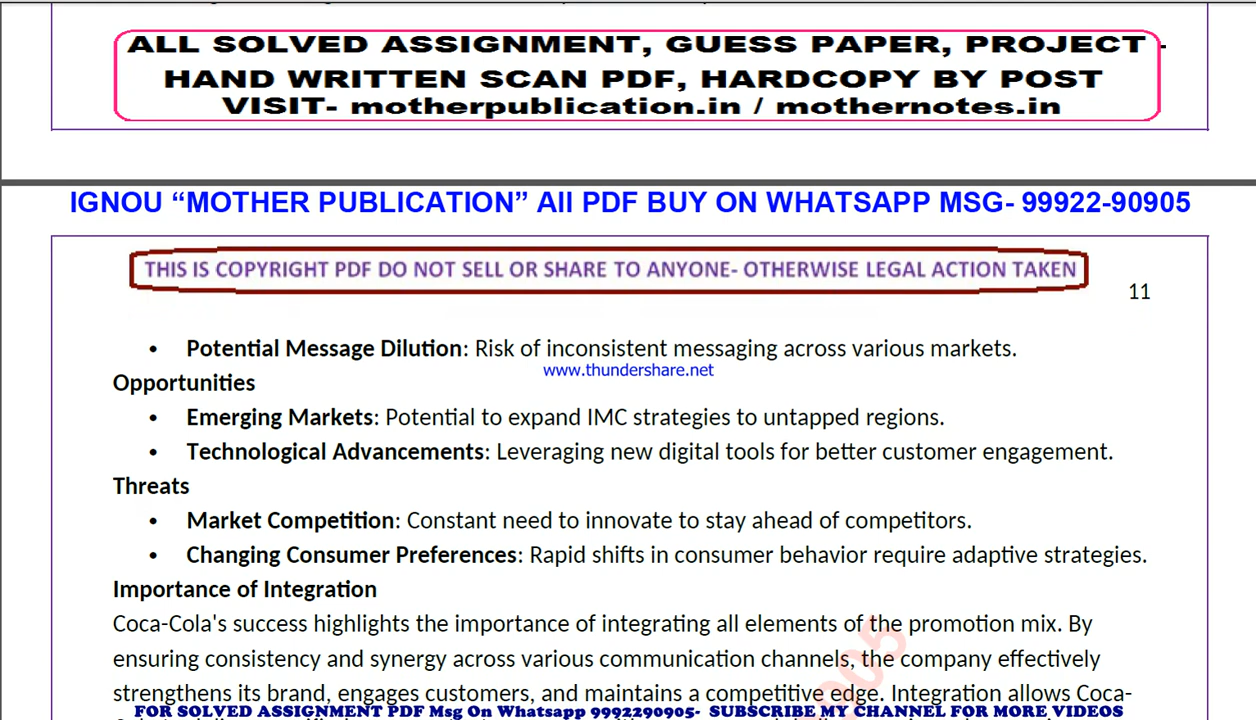 ALL SOLVED ASSIGNMENT, GUESS PAPER, PROJECT -
HAND WRITTEN SCAN PDF, HARDCOPY BY POST
VISIT- motherpublication.in / mothernotes.in
IGNOU “MOTHER PUBLICATION” All PDF BUY ON WHATSAPP MSG- 99922-90905
THIS IS COPYRIGHT PDF DO NOT SELL OR SHARE TO ANYONE- OTHERWISE LEGAL ACTION TAKEN
11
• Potential Message Dilution: Risk of inconsistent messaging across various markets.
www.thundershare.net
Opportunities
• Emerging Markets: Potential to expand IMC strategies to untapped regions.
• Technological Advancements: Leveraging new digital tools for better customer engagement.
Threats
• Market Competition: Constant need to innovate to stay ahead of competitors.
• Changing Consumer Preferences: Rapid shifts in consumer behavior require adaptive strategies.
Importance of Integration
Coca-Cola's success highlights the importance of integrating all elements of the promotion mix. By
ensuring consistency and synergy across various communication channels, the company effectively
strengthens its brand, engages customers, and maintains a competitive edge. Integration allows Coca-
FOR SOLVED ASSIGNMENT PDF Msg On Whatsapp 9992290905- SUBSCRIBE MY CHANNEL FOR MORE VIDEOS